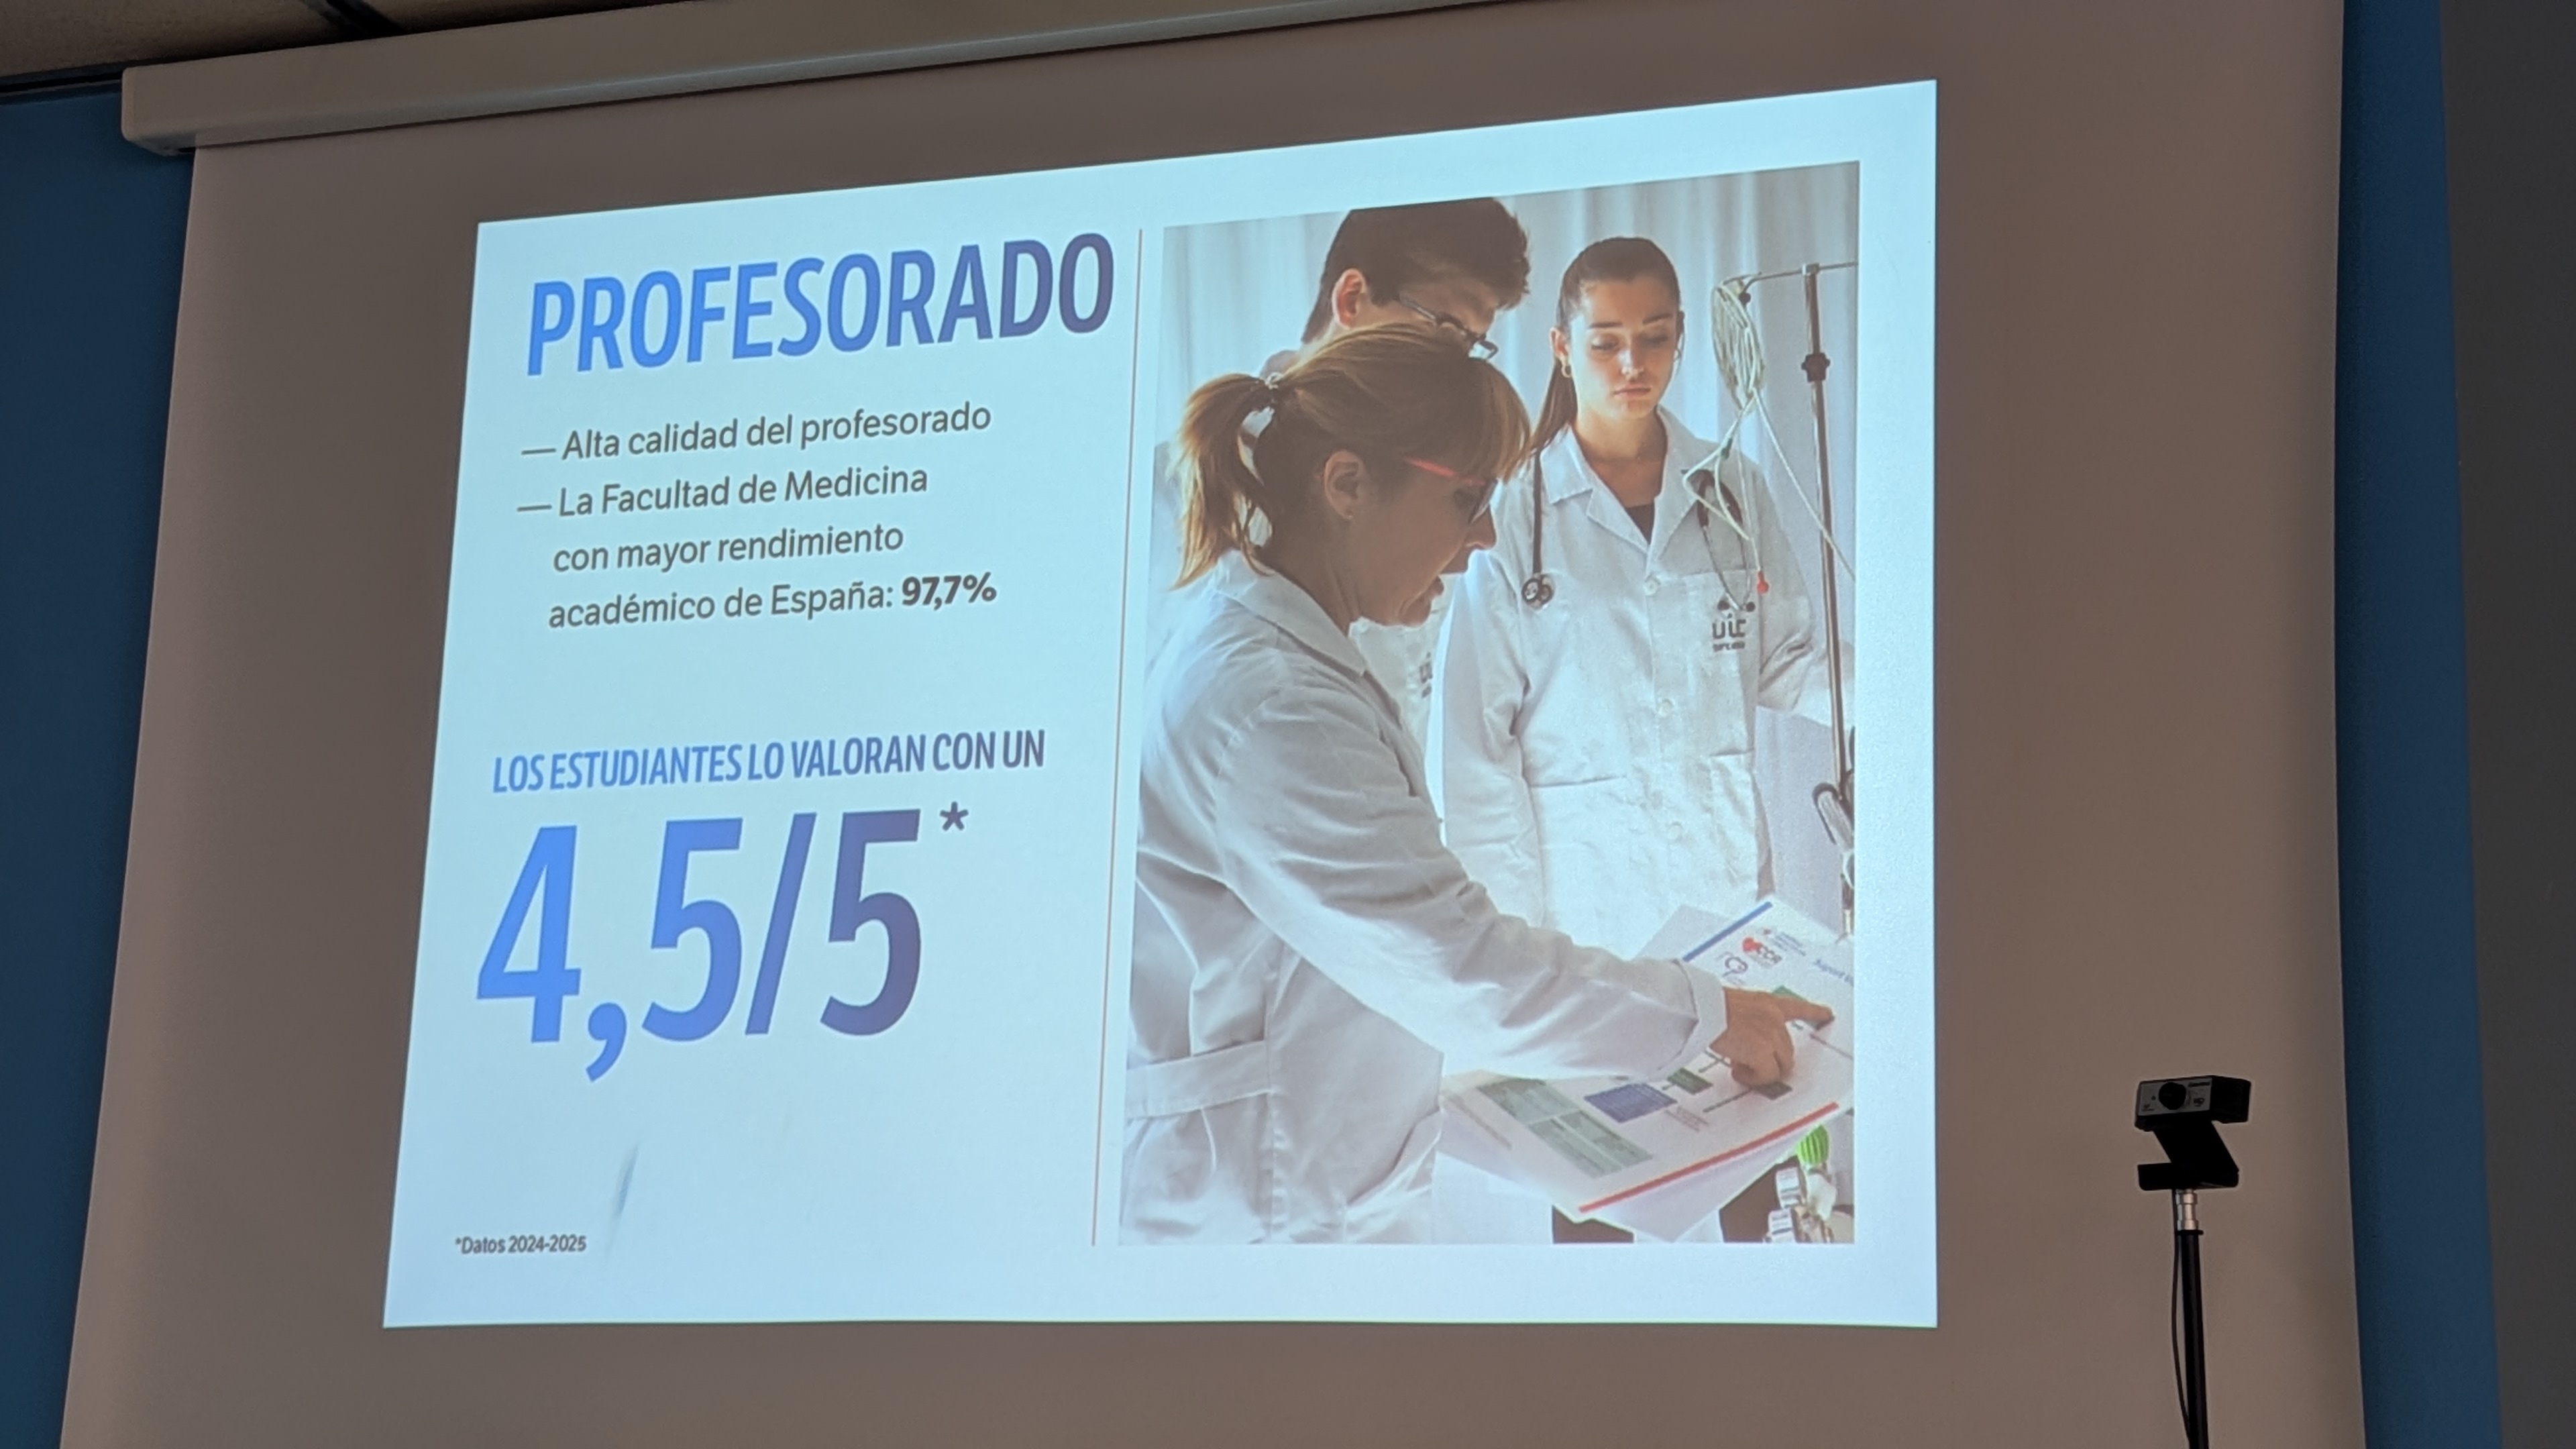 PROFESORADO
— Alta calidad del profesorado
— La Facultad de Medicina
con mayor rendimiento
académico de España: 97,7%
LOS ESTUDIANTES LO VALORAN CON UN
4,5/5*
*Datos 2024-2025
uic